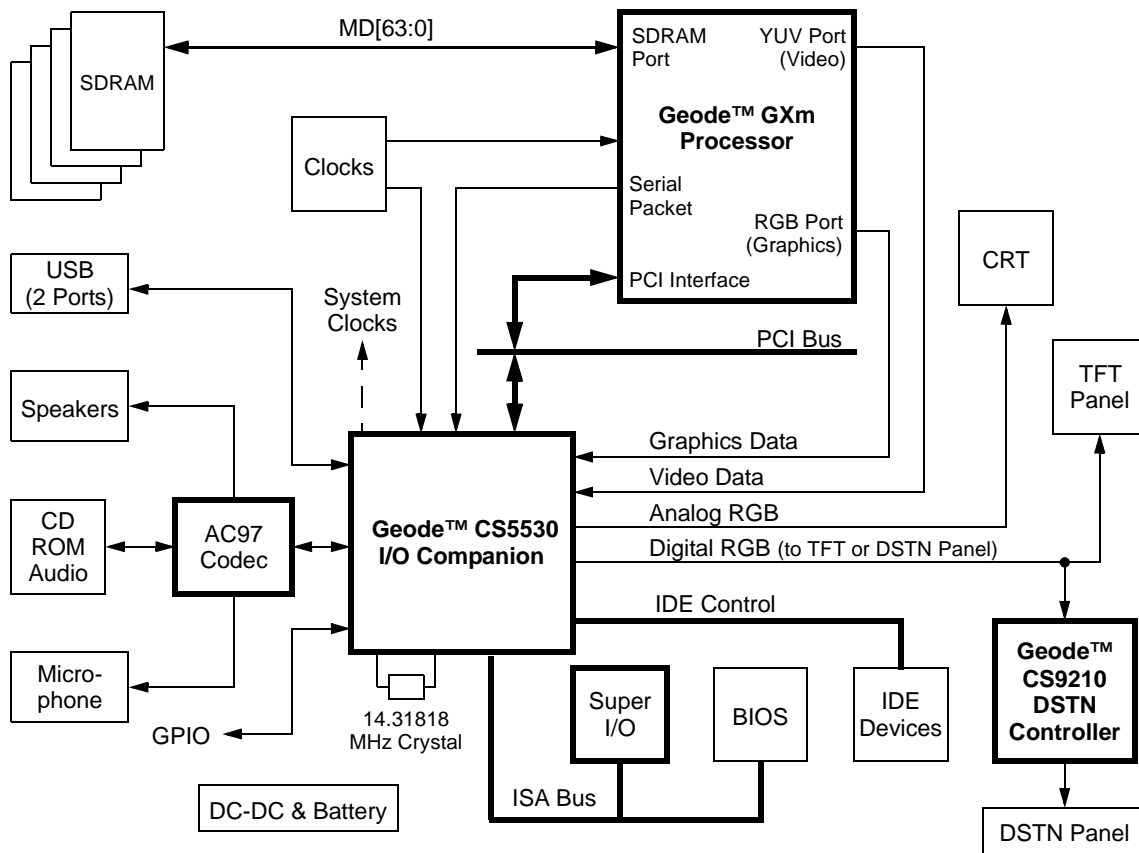 MD[63:0]
SDRAM
SDRAM
Port
YUV Port
(Video)
Geode™ GXm
Processor
Clocks
Serial
Packet
RGB Port
(Graphics)
PCI Interface
CRT
USB
(2 Ports)
System
Clocks
PCI Bus
TFT
Panel
Speakers
Graphics Data
Video Data
Analog RGB
Digital RGB (to TFT or DSTN Panel)
Geode™ CS5530
I/O Companion
CD
ROM
Audio
AC97
Codec
IDE Control
Micro-
phone
GPIO
14.31818
MHz Crystal
Super
I/O
BIOS
IDE
Devices
Geode™
CS9210
DSTN
Controller
ISA Bus
DC-DC & Battery
DSTN Panel